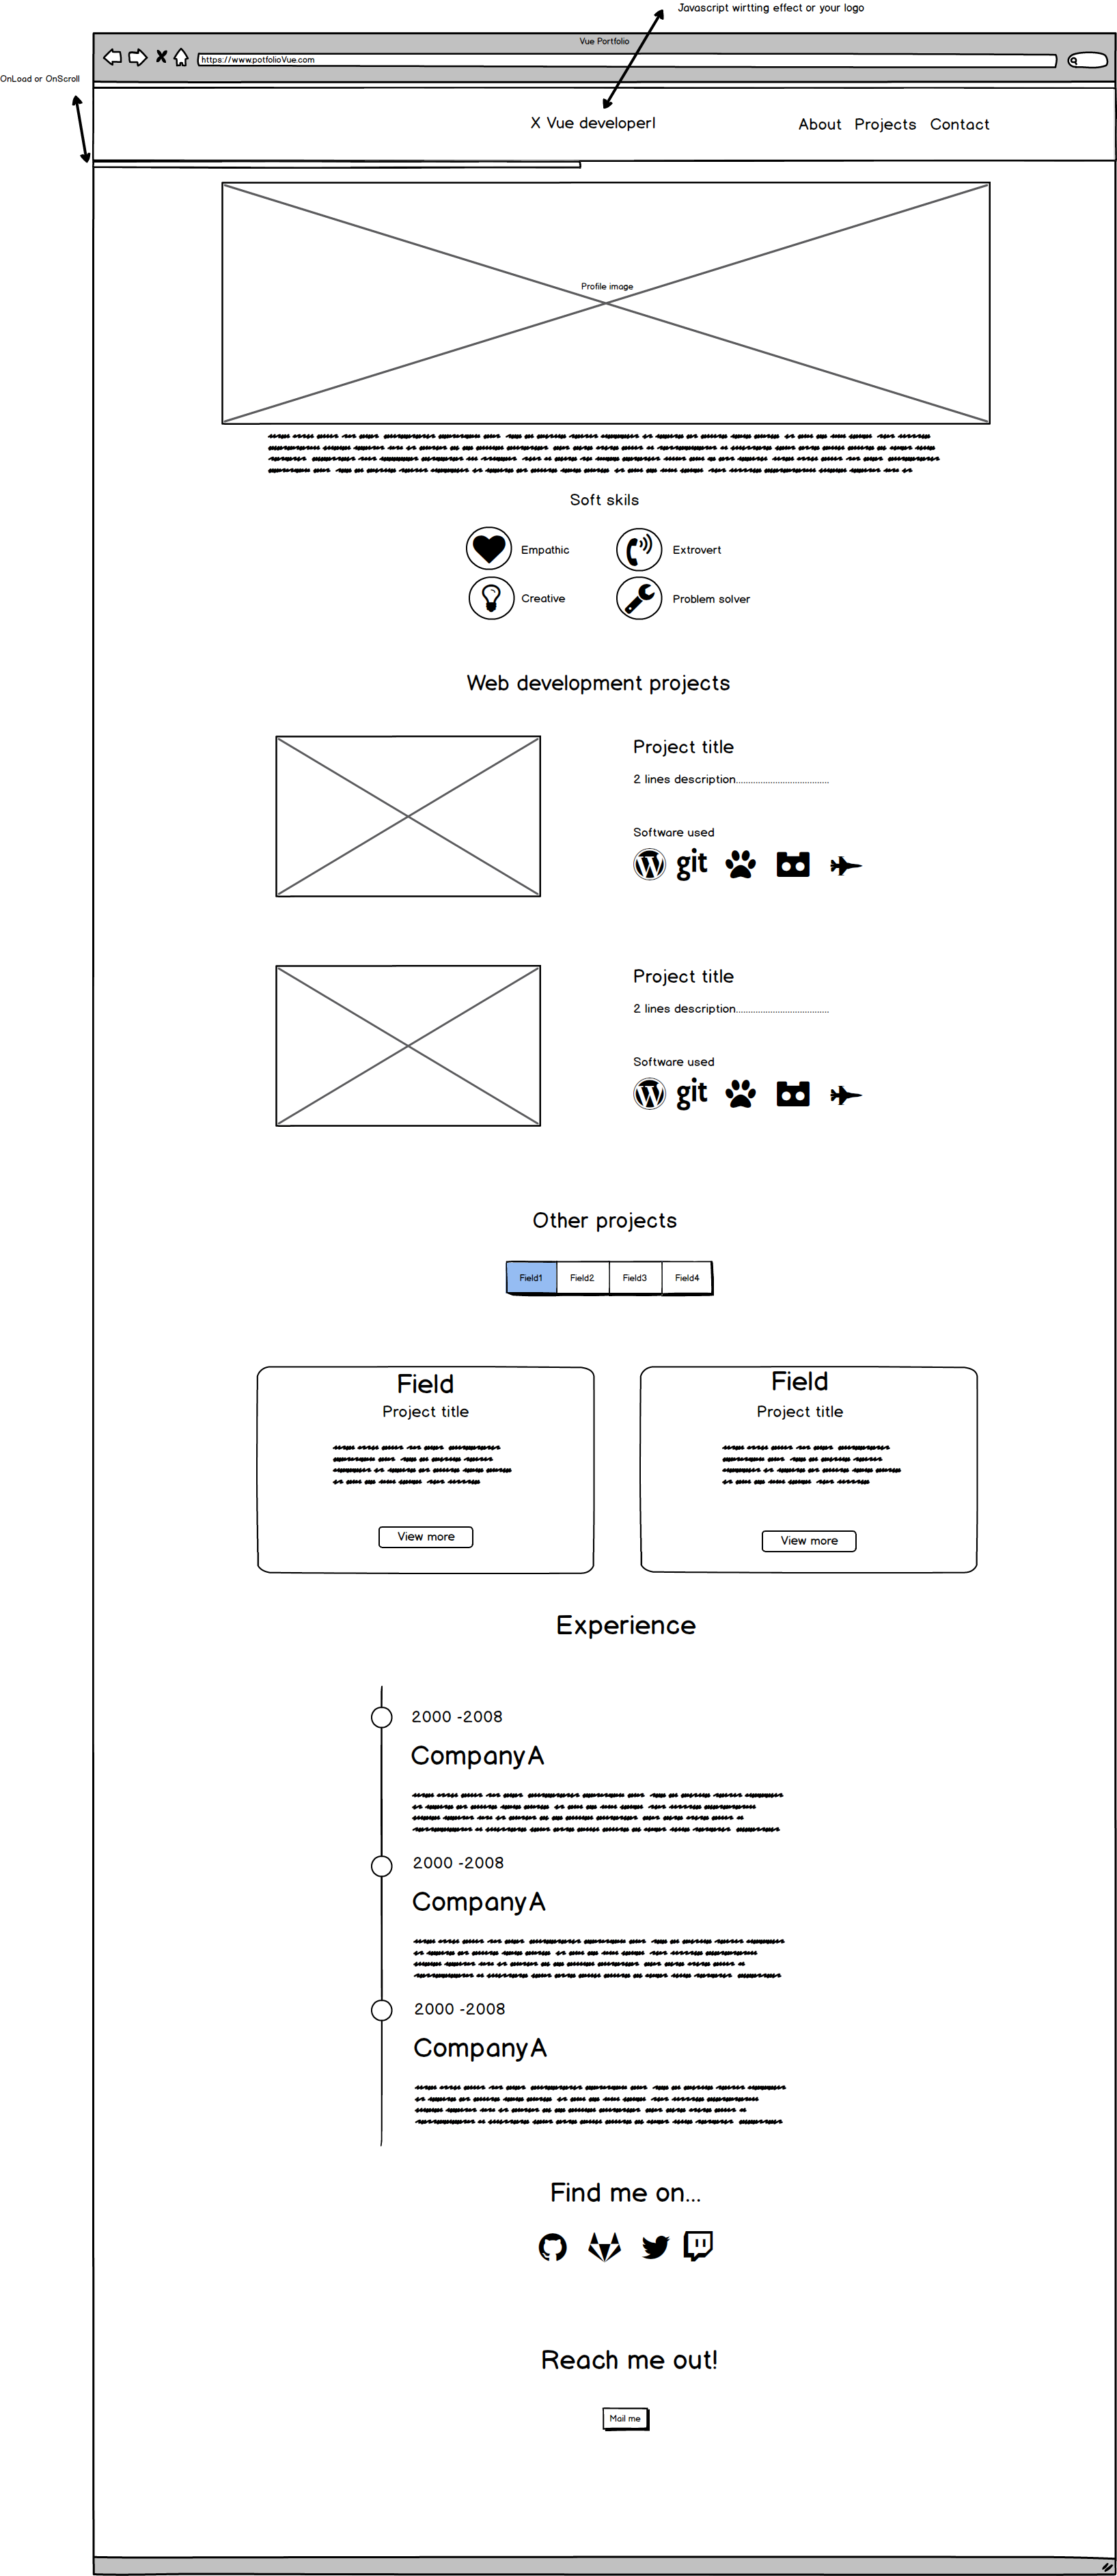 Javascript wirtting effect or your logo
Vue Portfolio
https://www.potfolioVue.com
OnLoad or OnScroll
X Vue developer|
About Projects Contact
Profile image
Soft skils
Empathic
Extrovert
Creative
Problem solver
Web development projects
Project title
2 lines description......................................
Software used
git
Project title
2 lines description......................................
Software used
git
Other projects
Field1 Field2 Field3 Field4
Field
Project title
View more
Field
Project title
View more
Experience
2000 -2008
CompanyA
2000 -2008
CompanyA
2000 -2008
CompanyA
Find me on...
Reach me out!
Mail me